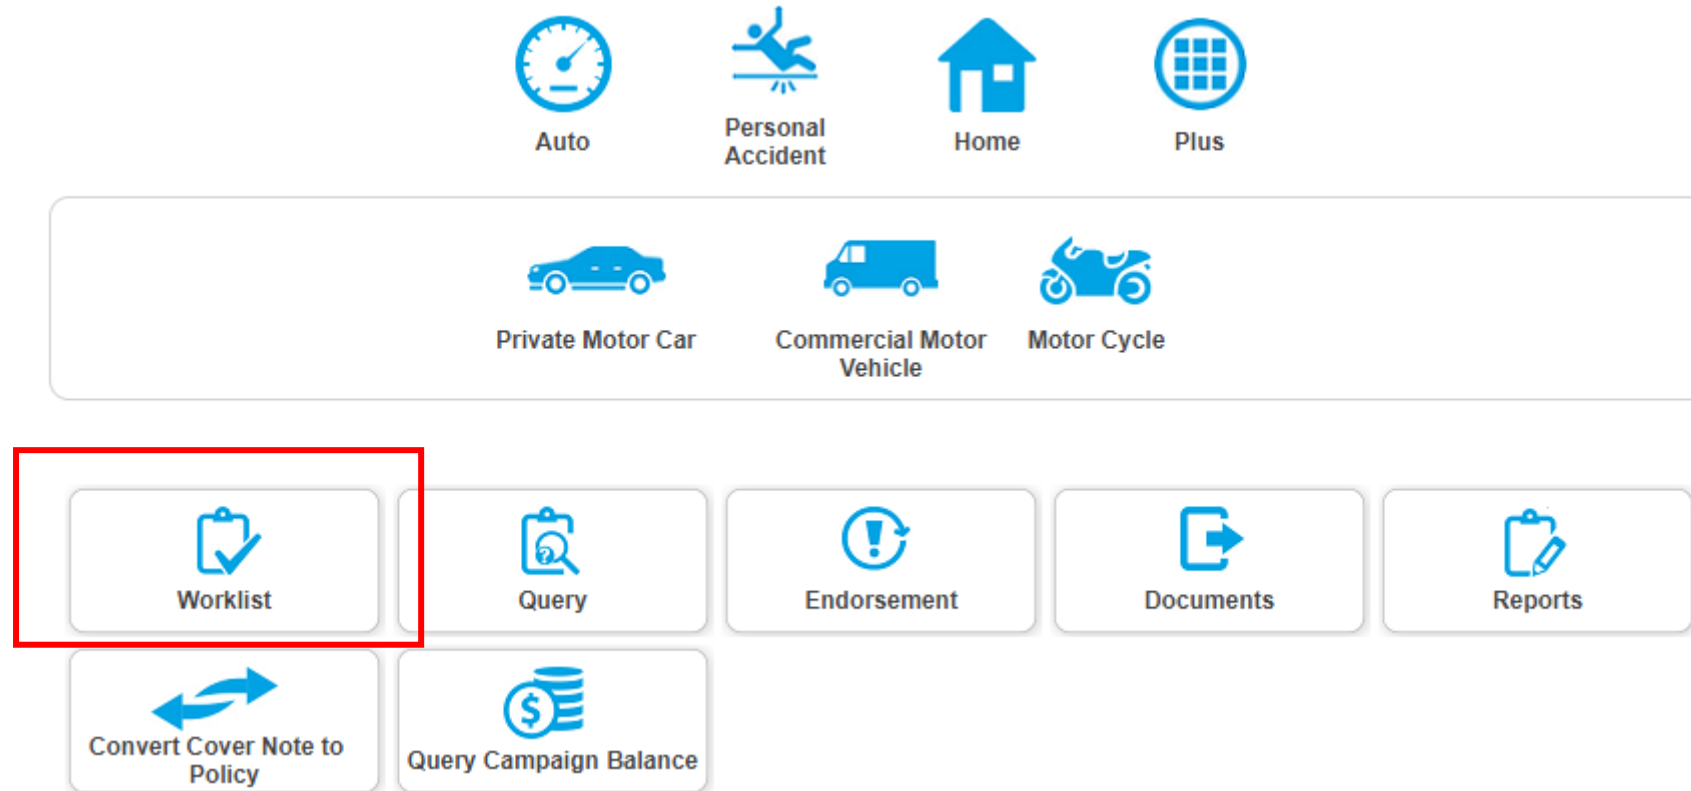 Auto
Personal
Accident
Home
Plus
Private Motor Car
Commercial Motor
Vehicle
Motor Cycle
Worklist
Query
Endorsement
Documents
Reports
Convert Cover Note to
Policy
Query Campaign Balance